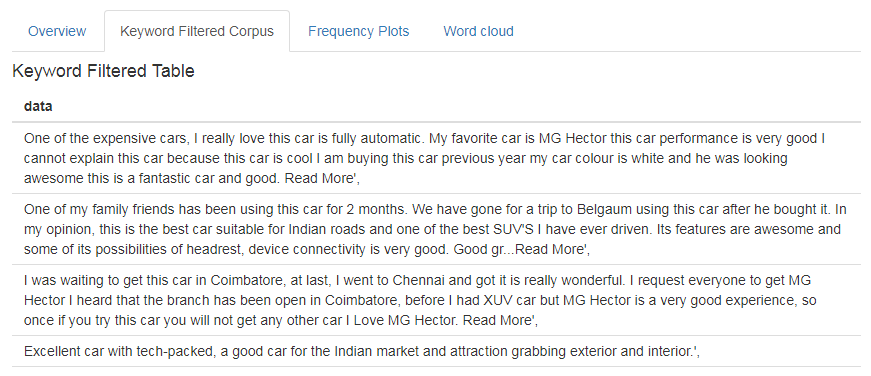 Overview Keyword Filtered Corpus Frequency Plots Word cloud
Keyword Filtered Table
data
One of the expensive cars, I really love this car is fully automatic. My favorite car is MG Hector this car performance is very good I
cannot explain this car because this car is cool I am buying this car previous year my car colour is white and he was looking
awesome this is a fantastic car and good. Read More',
One of my family friends has been using this car for 2 months. We have gone for a trip to Belgaum using this car after he bought it. In
my opinion, this is the best car suitable for Indian roads and one of the best SUV'S I have ever driven. Its features are awesome and
some of its possibilities of headrest, device connectivity is very good. Good gr...Read More',
I was waiting to get this car in Coimbatore, at last, I went to Chennai and got it is really wonderful. I request everyone to get MG
Hector I heard that the branch has been open in Coimbatore, before I had XUV car but MG Hector is a very good experience, so
once if you try this car you will not get any other car I Love MG Hector. Read More',
Excellent car with tech-packed, a good car for the Indian market and attraction grabbing exterior and interior.',